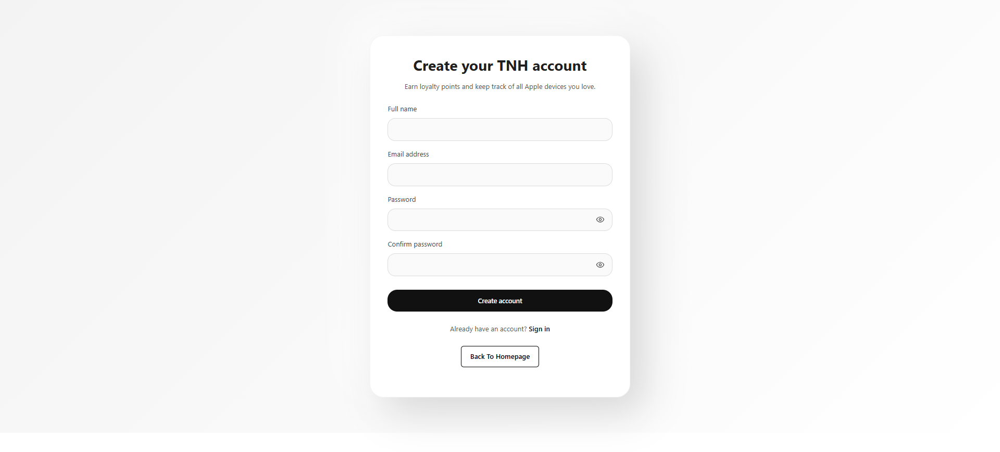 Create your TNH account
Earn loyalty points and keep track of all Apple devices you love.
Full name
Email address
Password
Confirm password
Create account
Already have an account? Sign in
Back To Homepage